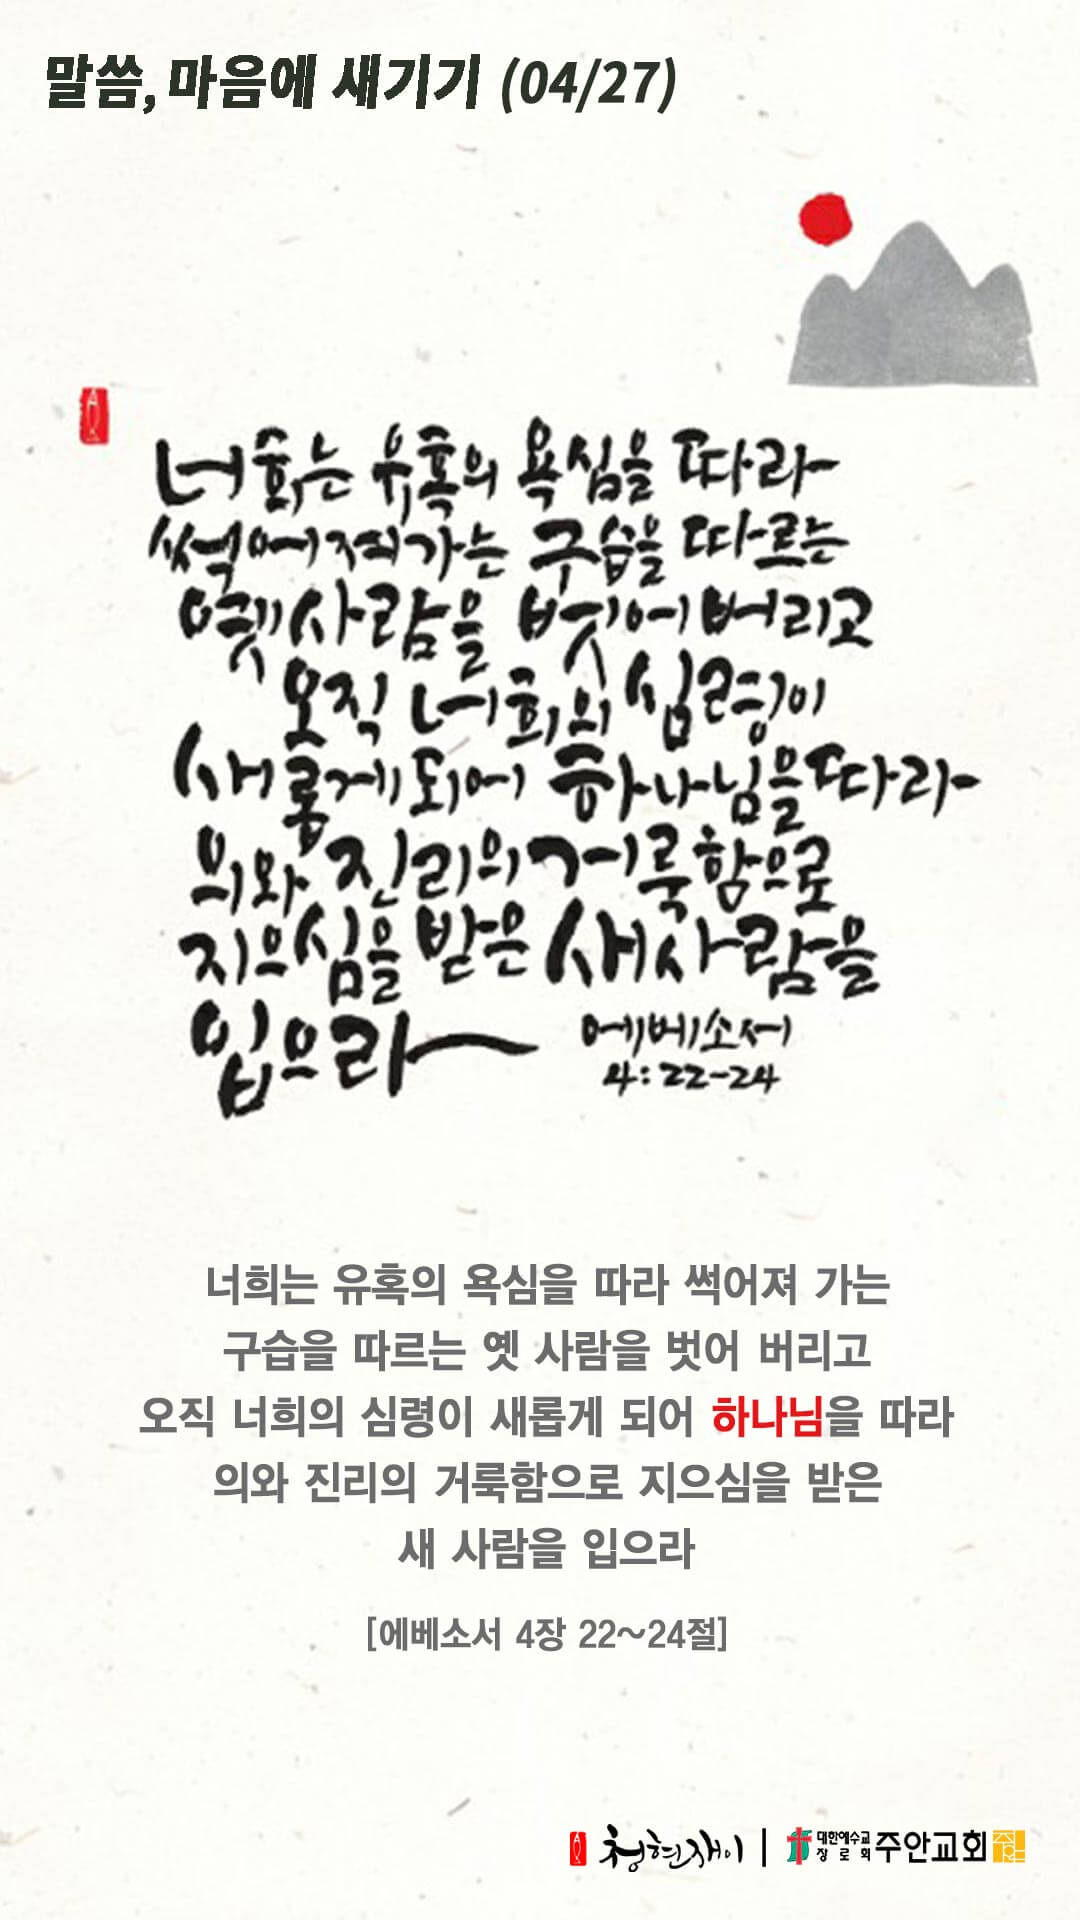 말씀, 마음에 새기기 (04/27)
너희는 유혹의 욕심을 따라
썩어져가는 구습을 따르는
옛사람을 벗어버리고
오직 너희의 심령이
새롭게되어 하나님을따라
의와 진리의 거룩함으로
지으심을 받은 새사람을
입으라
에베소서
4:22-24
너희는 유혹의 욕심을 따라 썩어져 가는
구습을 따르는 옛 사람을 벗어 버리고
오직 너희의 심령이 새롭게 되어 하나님을 따라
의와 진리의 거룩함으로 지으심을 받은
새 사람을 입으라
[에베소서 4장 22~24절]
청현재이 | 대한예수교장로회 주안교회